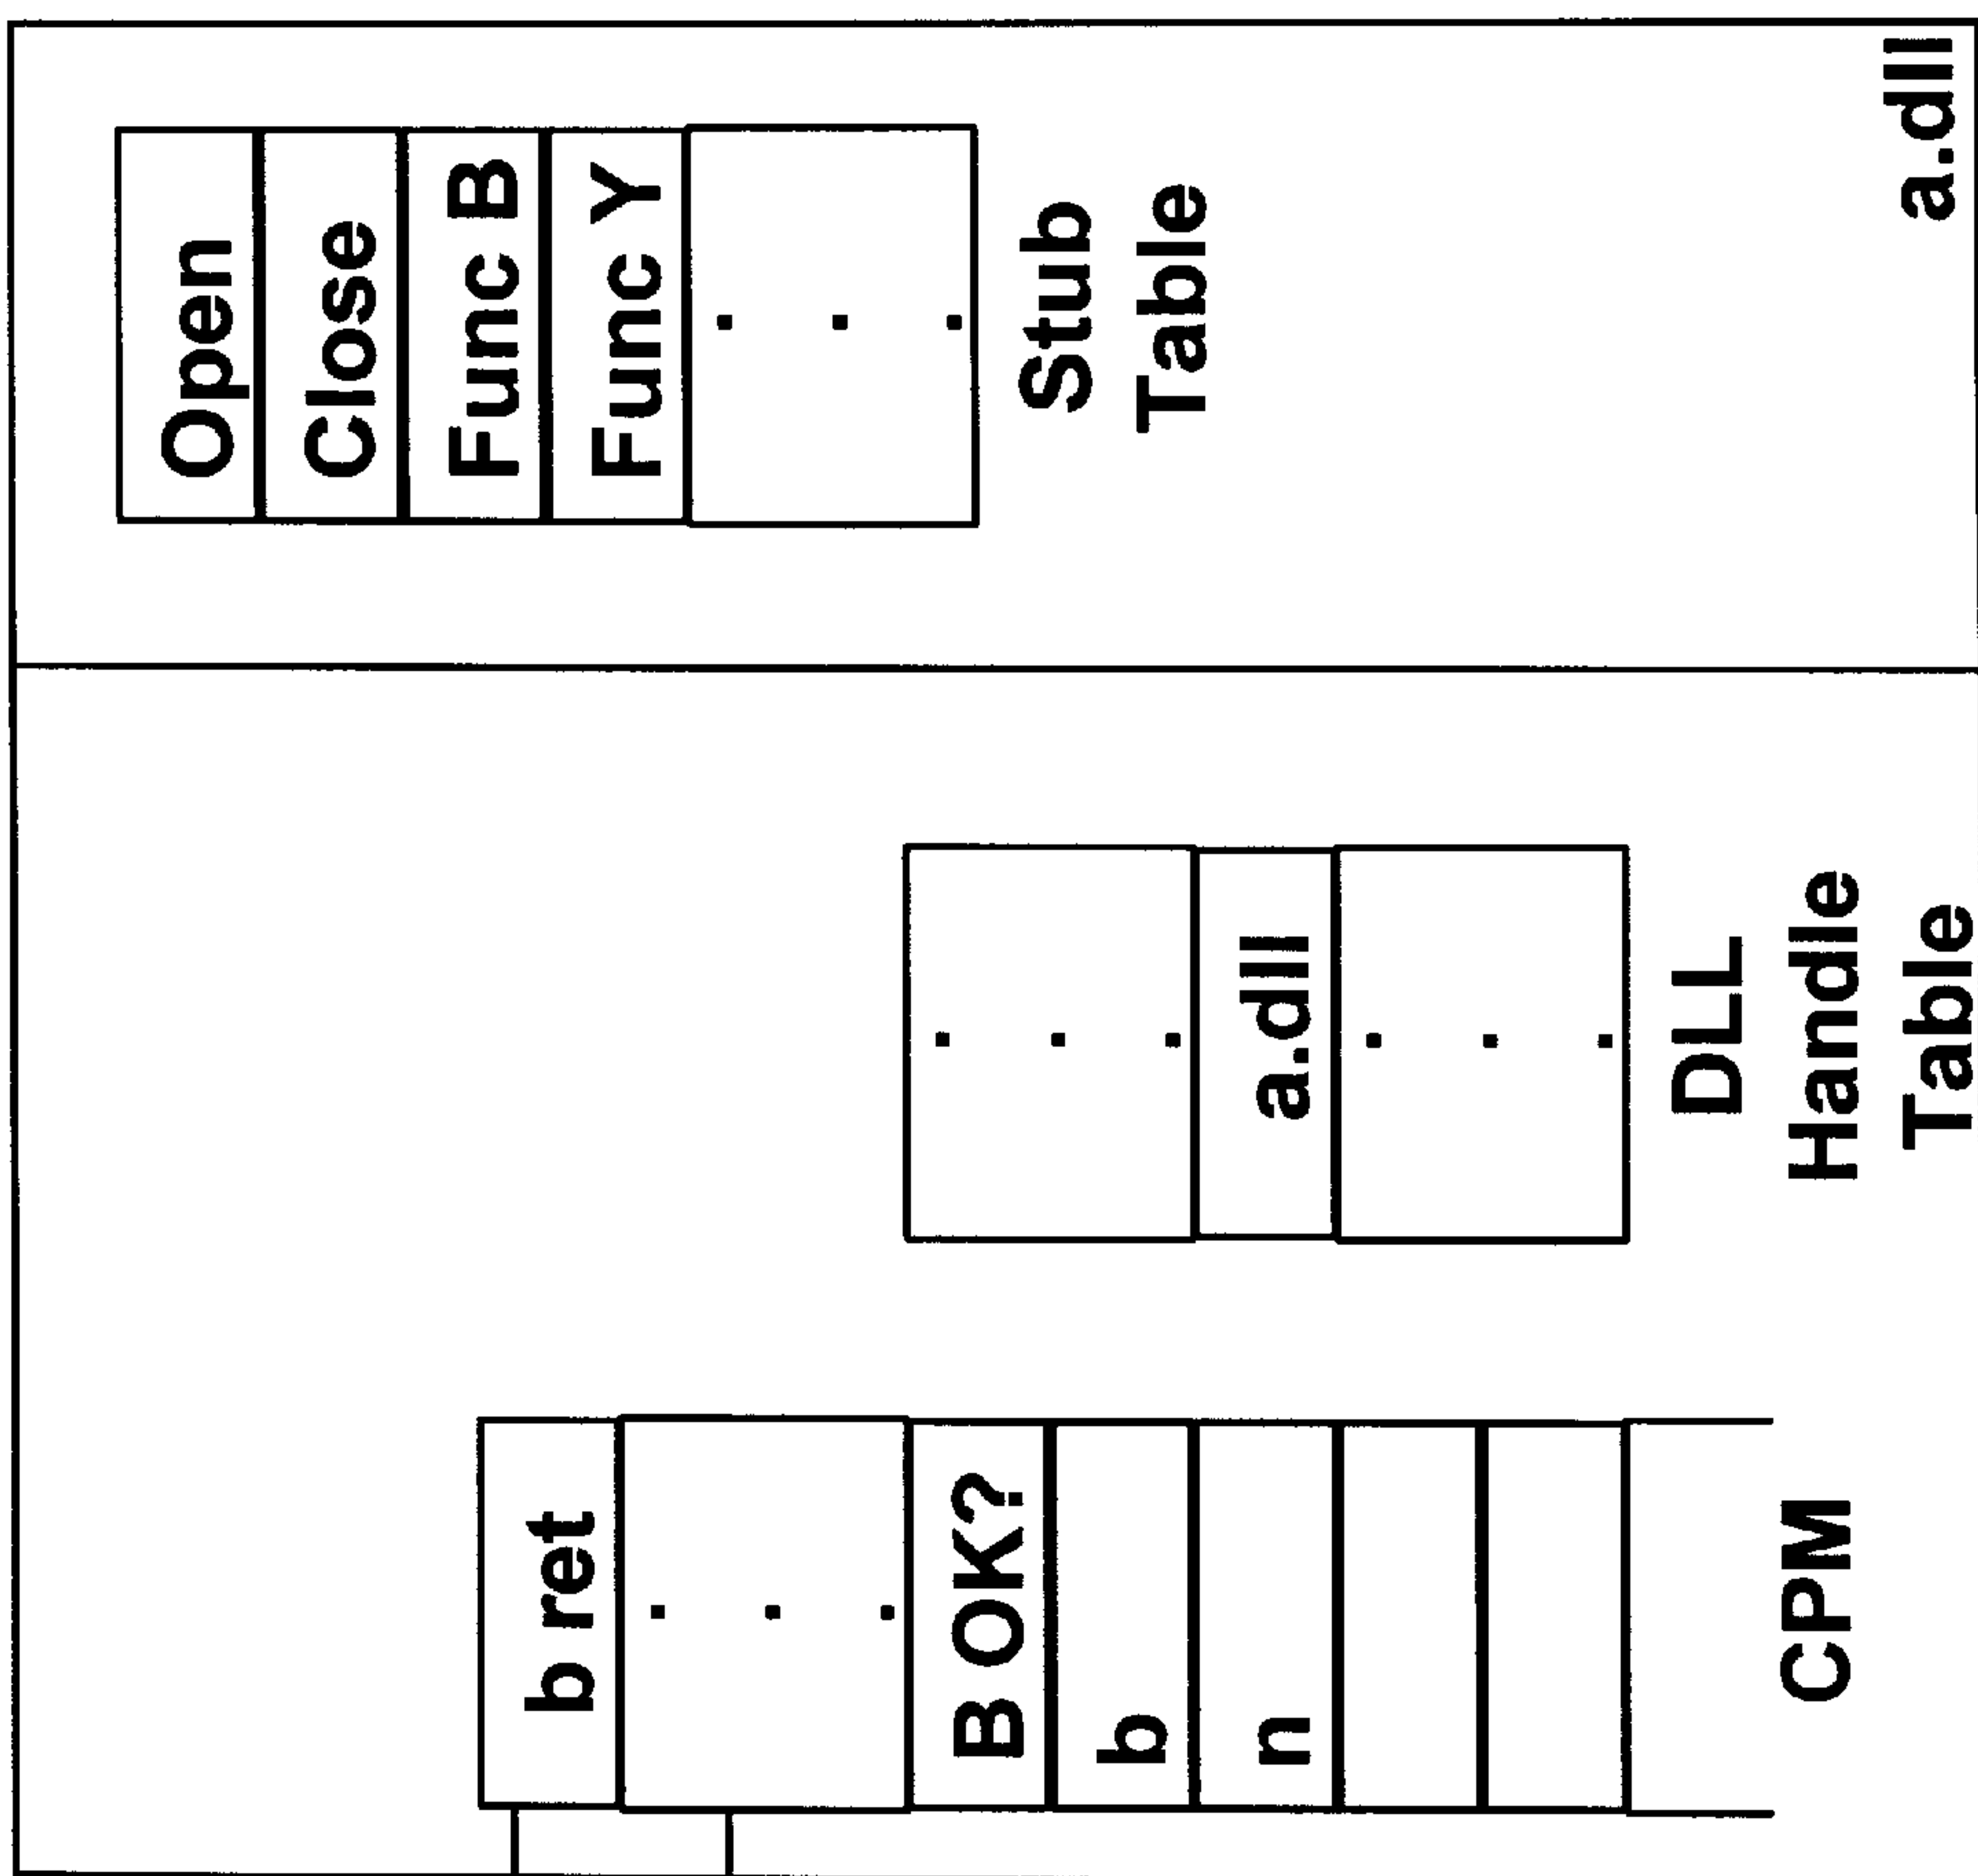 b ret
B OK?
b
n
CPM
a.dll
DLL
Handle
Table
Open
Close
Func B
Func Y
Stub
Table
a.dll